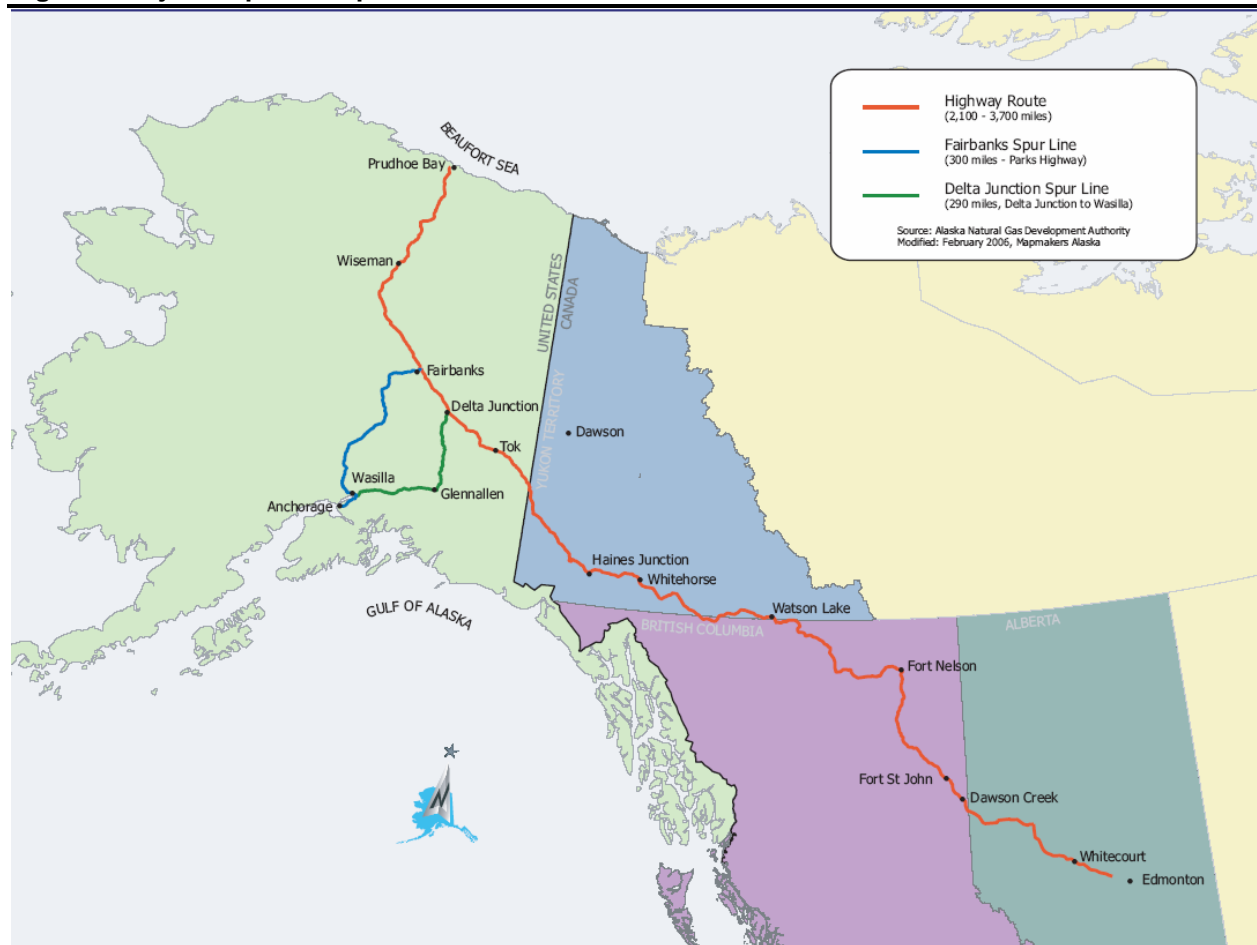 BEAUFORT SEA
Prudhoe Bay
Highway Route
(2,100 - 3,700 miles)
Fairbanks Spur Line
(300 miles - Parks Highway)
Delta Junction Spur Line
(290 miles, Delta Junction to Wasilla)
Source: Alaska Natural Gas Development Authority
Modified: February 2006, Mapmakers Alaska
Wiseman
UNITED STATES
CANADA
Fairbanks
Delta Junction
YUKON TERRITORY
Dawson
Tok
Wasilla
Glennallen
Anchorage
Haines Junction
Whitehorse
GULF OF ALASKA
Watson Lake
BRITISH COLUMBIA
ALBERTA
Fort Nelson
N
Fort St John
Dawson Creek
Whitecourt
Edmonton